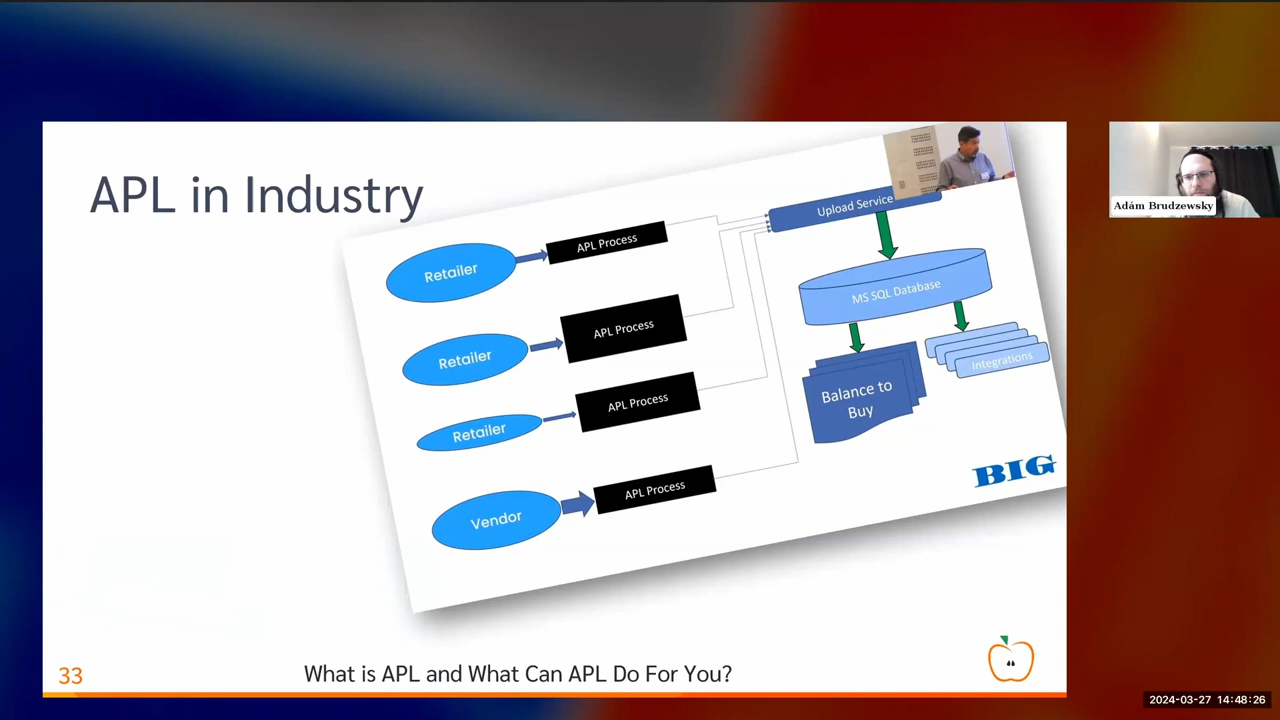 APL in Industry
Retailer
APL Process
Upload Service
Retailer
APL Process
MS SQL Database
Retailer
APL Process
Balance to
Buy
Integrations
Vendor
APL Process
BIG
33
What is APL and What Can APL Do For You?
Adám Brudzewsky
2024-03-27 14:48:26